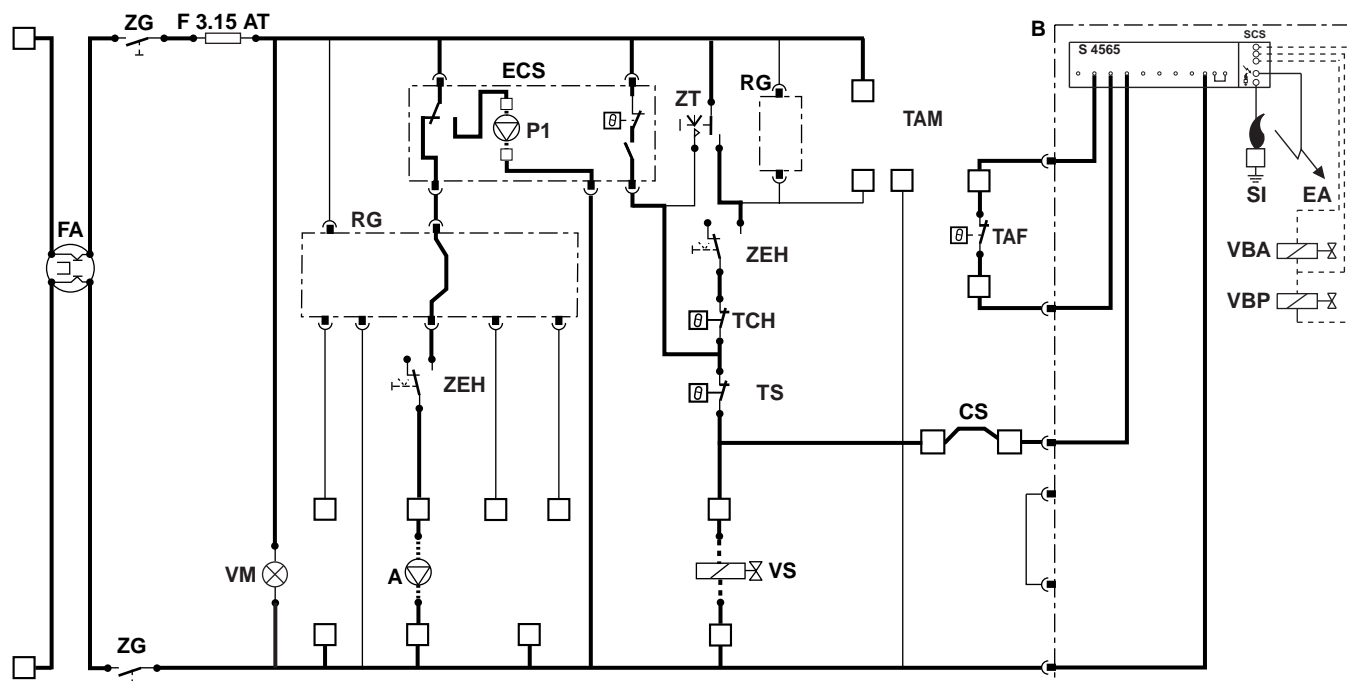 ZG F 3.15 AT
B
SCS
S 4565
ECS
ZT
RG
TAM
P1
θ
FA
RG
ZEH
SI
EA
θ
TAF
VBA
VBP
θ
TCH
ZEH
θ
TS
CS
VM
A
VS
ZG